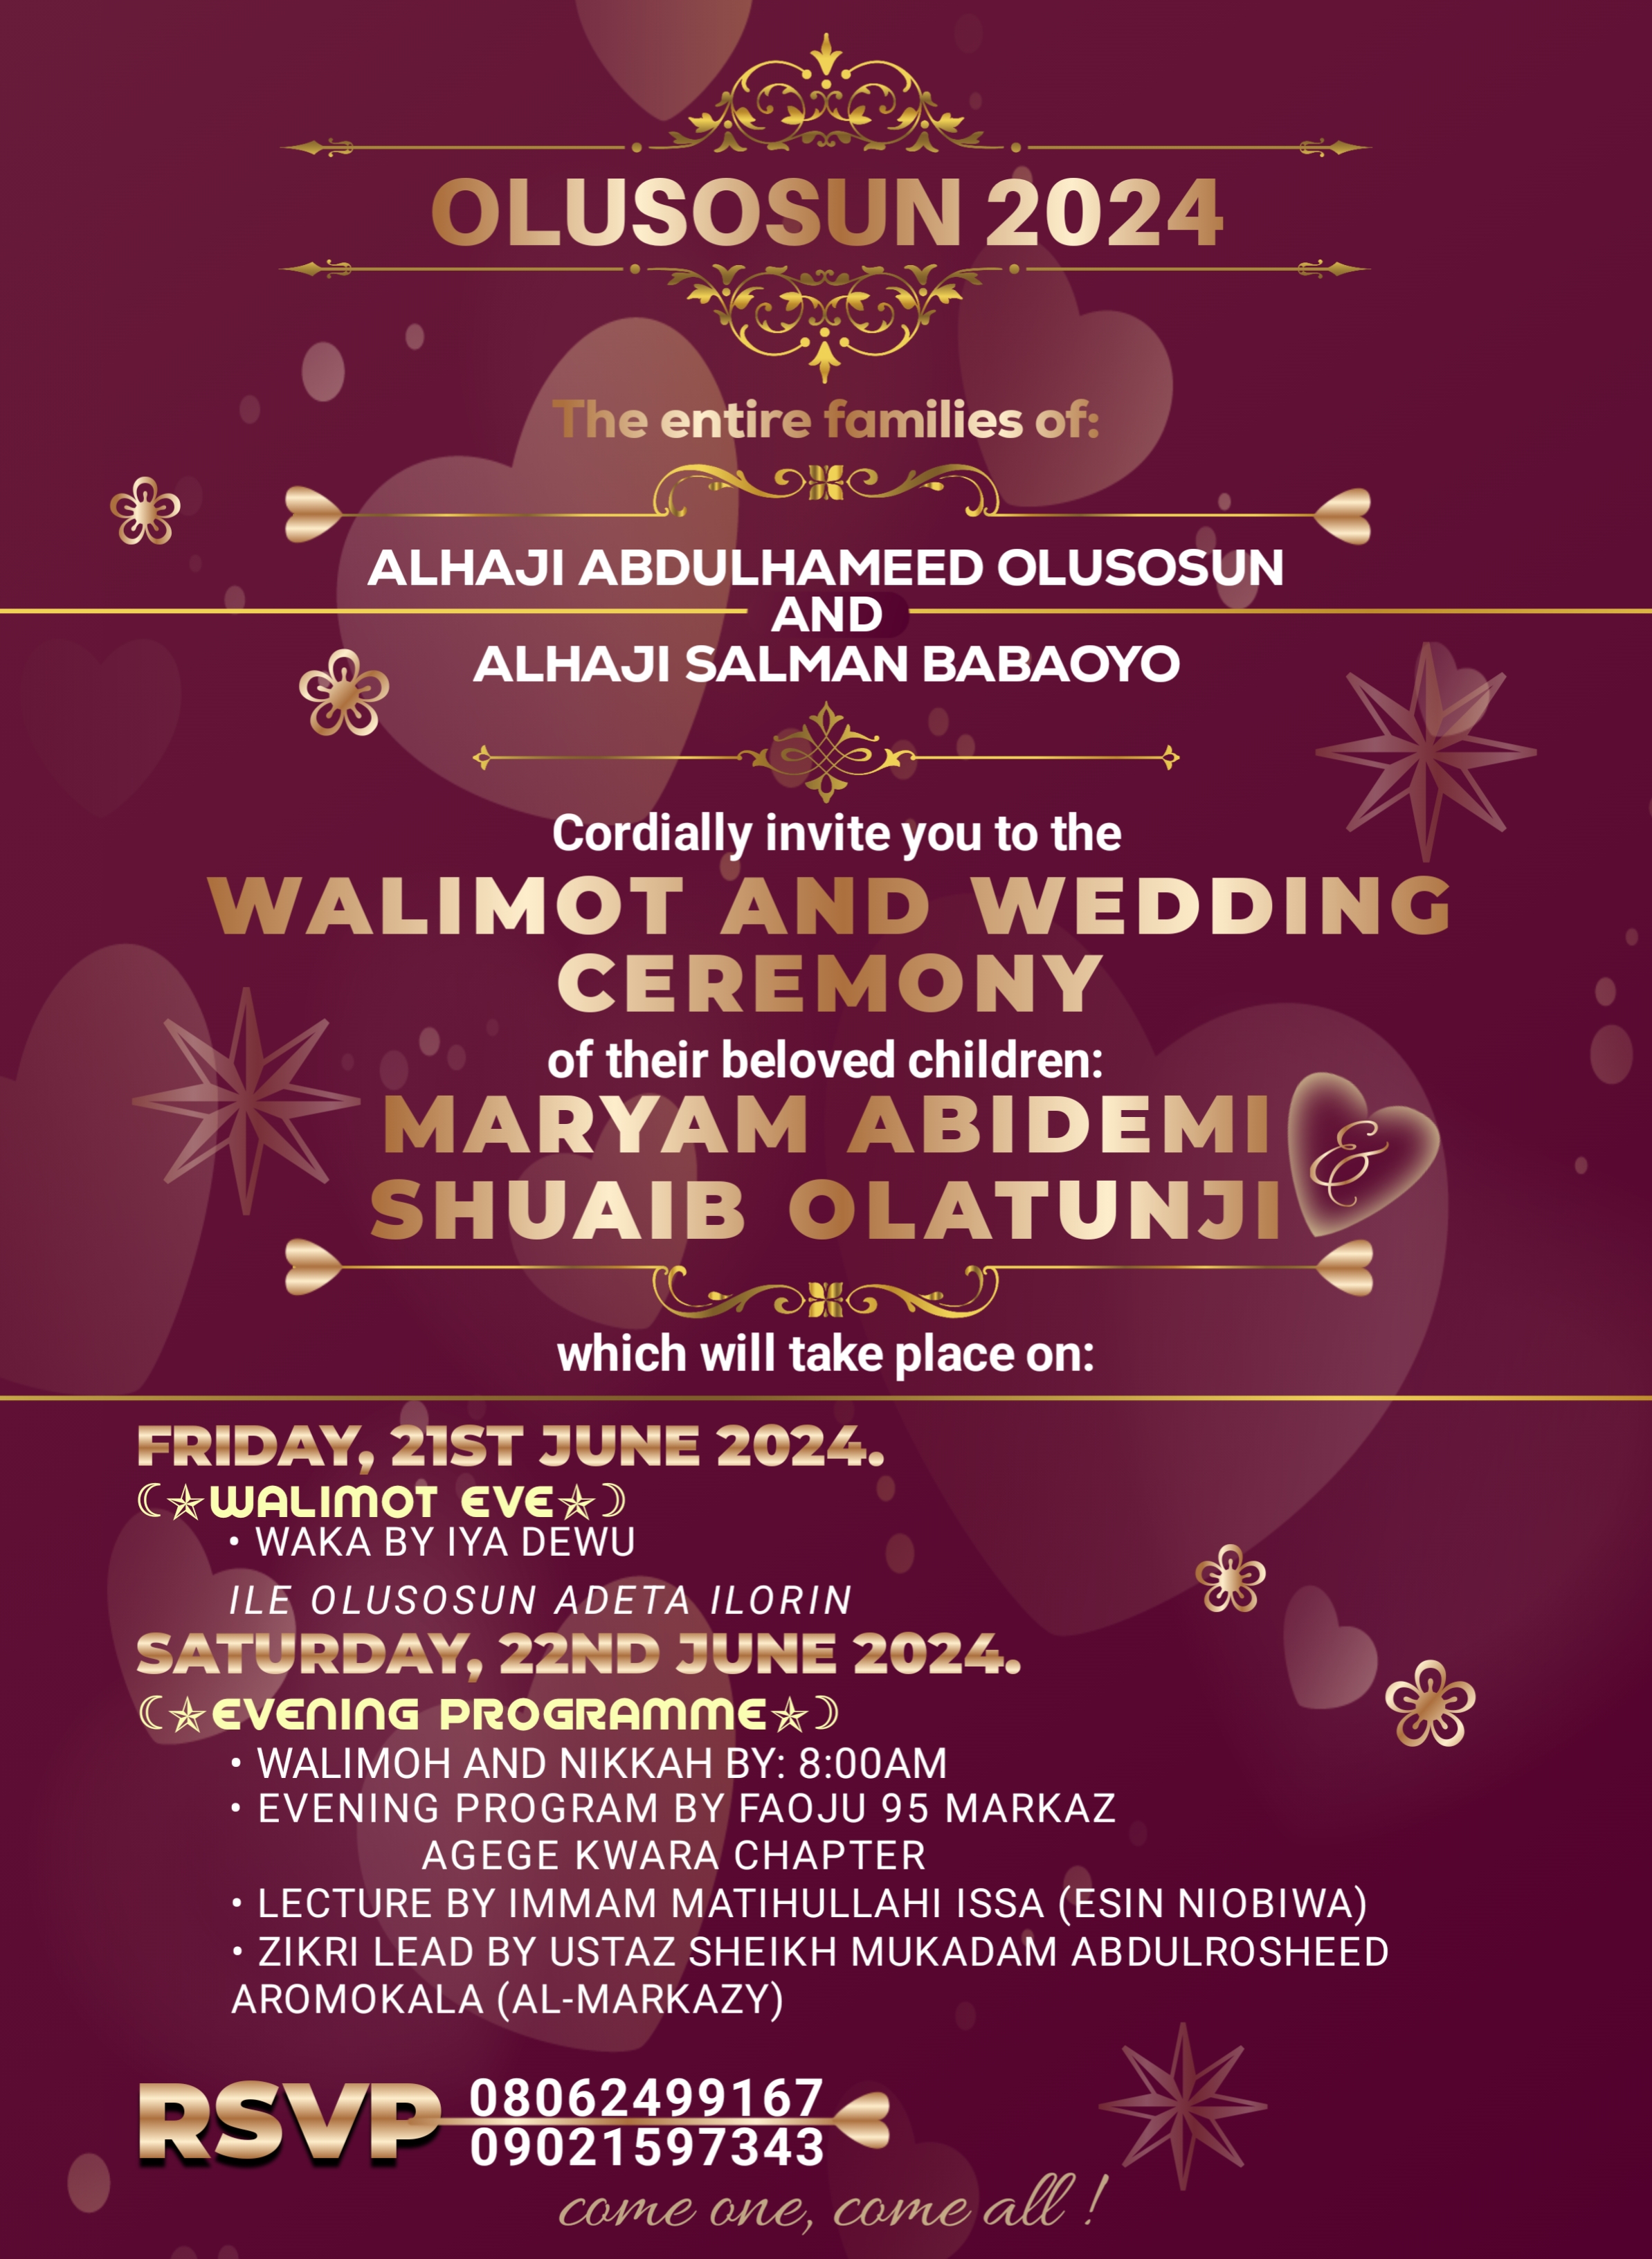 OLUSOSUN 2024
The entire families of:
ALHAJI ABDULHAMEED OLUSOSUN
AND
ALHAJI SALMAN BABAOYO
Cordially invite you to the
WALIMOT AND WEDDING
CEREMONY
of their beloved children:
MARYAM ABIDEMI
&
SHUAIB OLATUNJI
which will take place on:
FRIDAY, 21ST JUNE 2024.
☾✯WALIMOT EVE✯☽
• WAKA BY IYA DEWU
ILE OLUSOSUN ADETA ILORIN
SATURDAY, 22ND JUNE 2024.
☾✯EVENING PROGRAMME✯☽
• WALIMOH AND NIKKAH BY: 8:00AM
• EVENING PROGRAM BY FAOJU 95 MARKAZ
AGEGE KWARA CHAPTER
• LECTURE BY IMMAM MATIHULLAHI ISSA (ESIN NIOBIWA)
• ZIKRI LEAD BY USTAZ SHEIKH MUKADAM ABDULROSHEED
AROMOKALA (AL-MARKAZY)
RSVP
08062499167
09021597343
come one, come all !